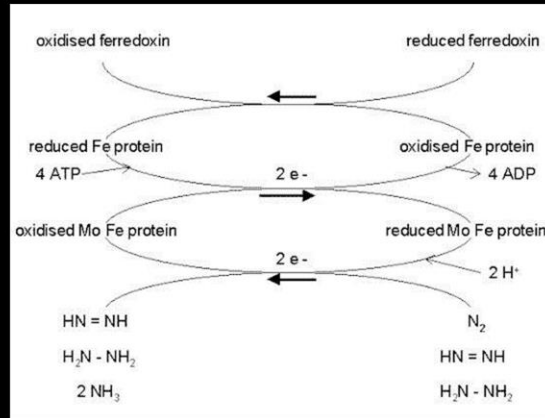 oxidised ferredoxin reduced ferredoxin
reduced Fe protein oxidised Fe protein
4 ATP 2 e- 4 ADP
oxidised Mo Fe protein reduced Mo Fe protein
2 e- 2 H⁺
HN = NH N₂
H₂N - NH₂ HN = NH
2 NH₃ H₂N - NH₂